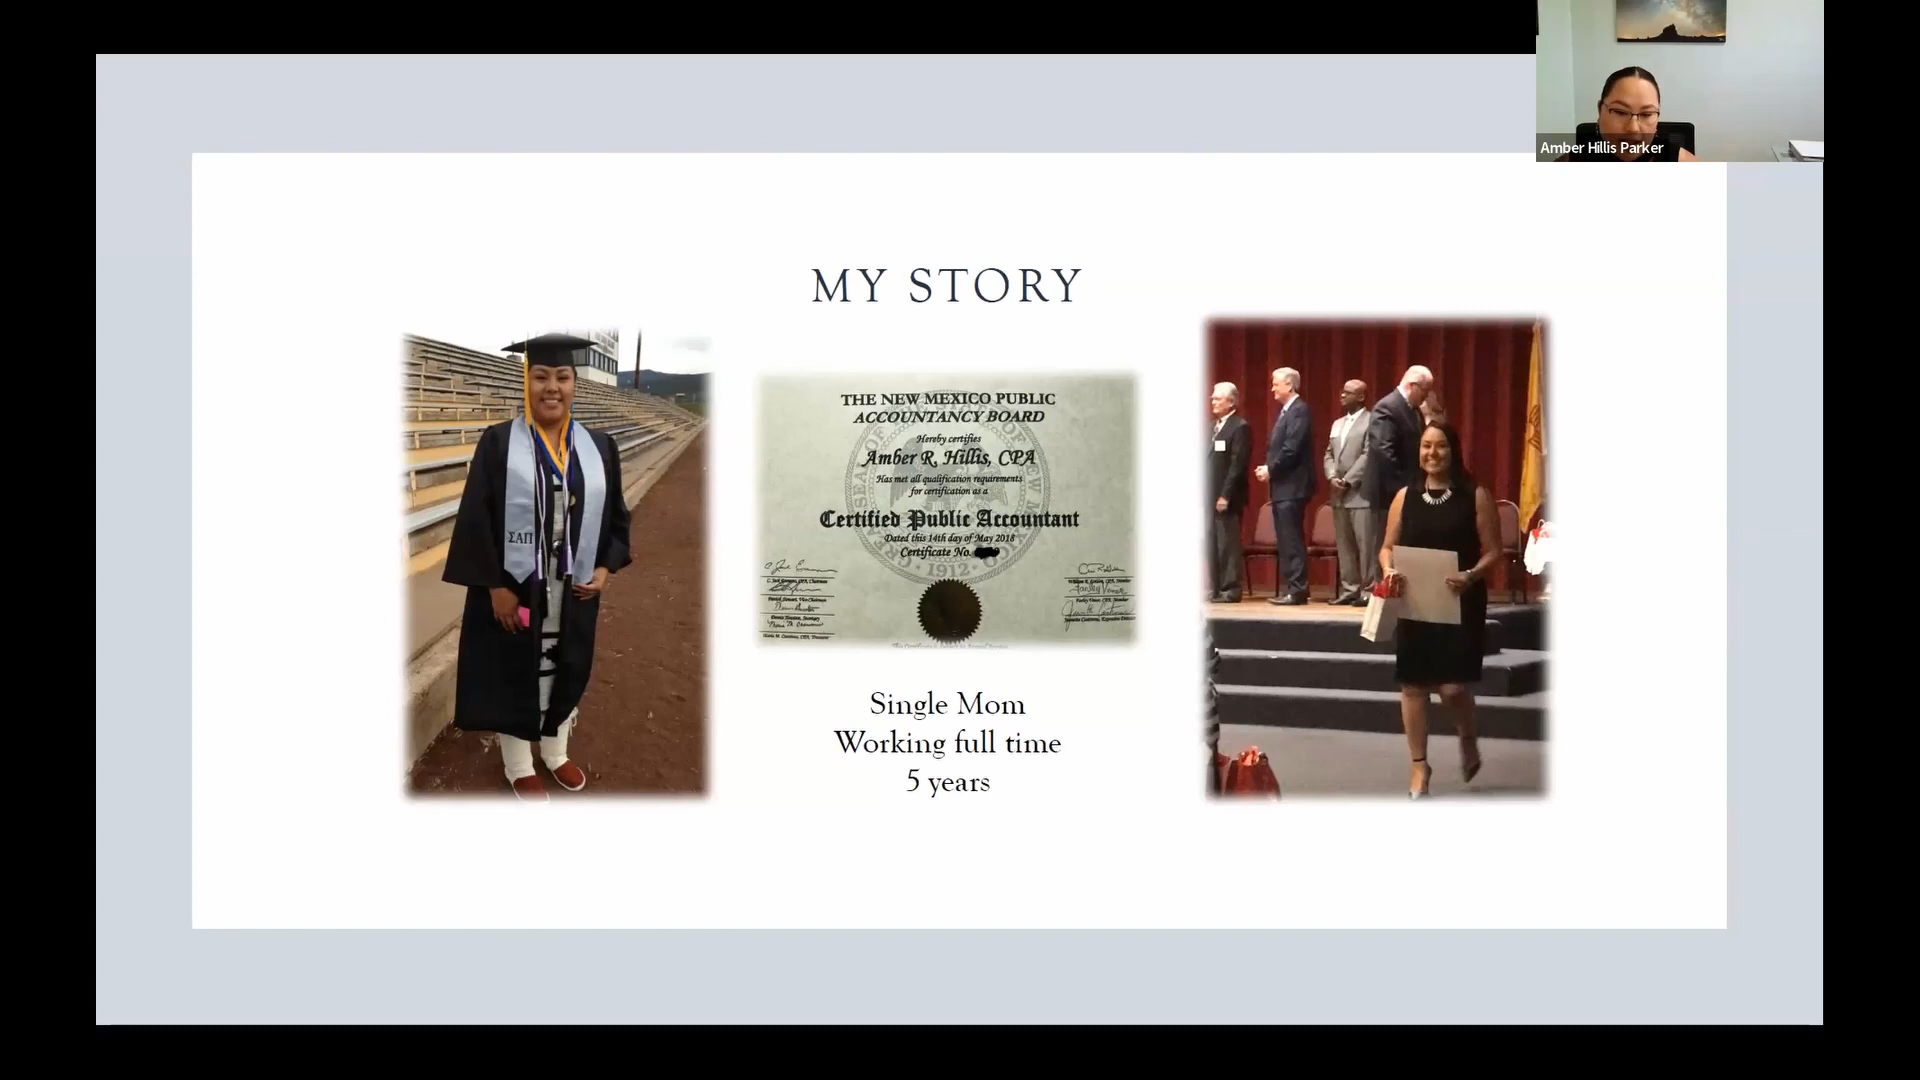 Amber Hillis Parker
MY STORY
ΣΑΠ
THE NEW MEXICO PUBLIC
ACCOUNTANCY BOARD
Hereby certifies
Amber R. Hillis, CPA
Has met all qualification requirements
for certification as a
Certified Public Accountant
Dated this 14th day of May 2018
Certificate No.
1912
Single Mom
Working full time
5 years